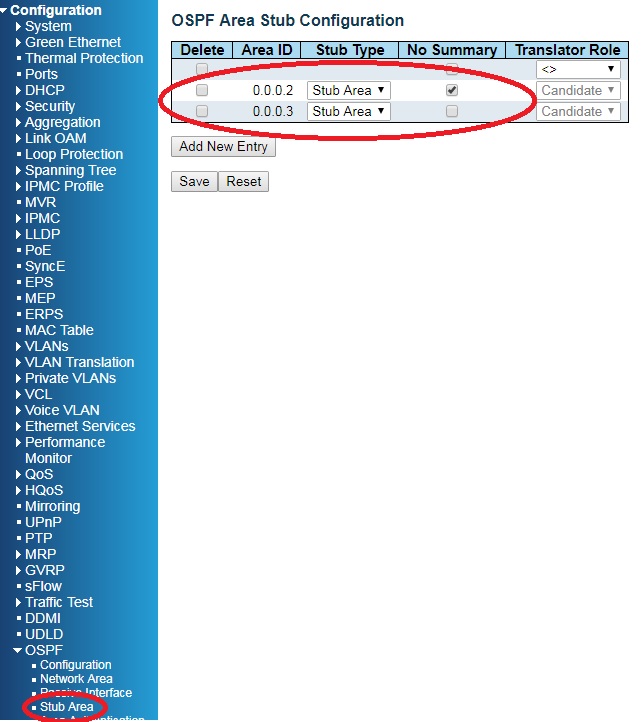 Configuration
System
Green Ethernet
Thermal Protection
Ports
DHCP
Security
Aggregation
Link OAM
Loop Protection
Spanning Tree
IPMC Profile
MVR
IPMC
LLDP
PoE
SyncE
EPS
MEP
ERPS
MAC Table
VLANs
VLAN Translation
Private VLANs
VCL
Voice VLAN
Ethernet Services
Performance
Monitor
QoS
HQoS
Mirroring
UPnP
PTP
MRP
GVRP
sFlow
Traffic Test
DDMI
UDLD
OSPF
Configuration
Network Area
Passive Interface
Stub Area
Area Authentication
OSPF Area Stub Configuration
Delete Area ID Stub Type No Summary Translator Role
<>
0.0.0.2 Stub Area Candidate
0.0.0.3 Stub Area Candidate
Add New Entry
Save Reset